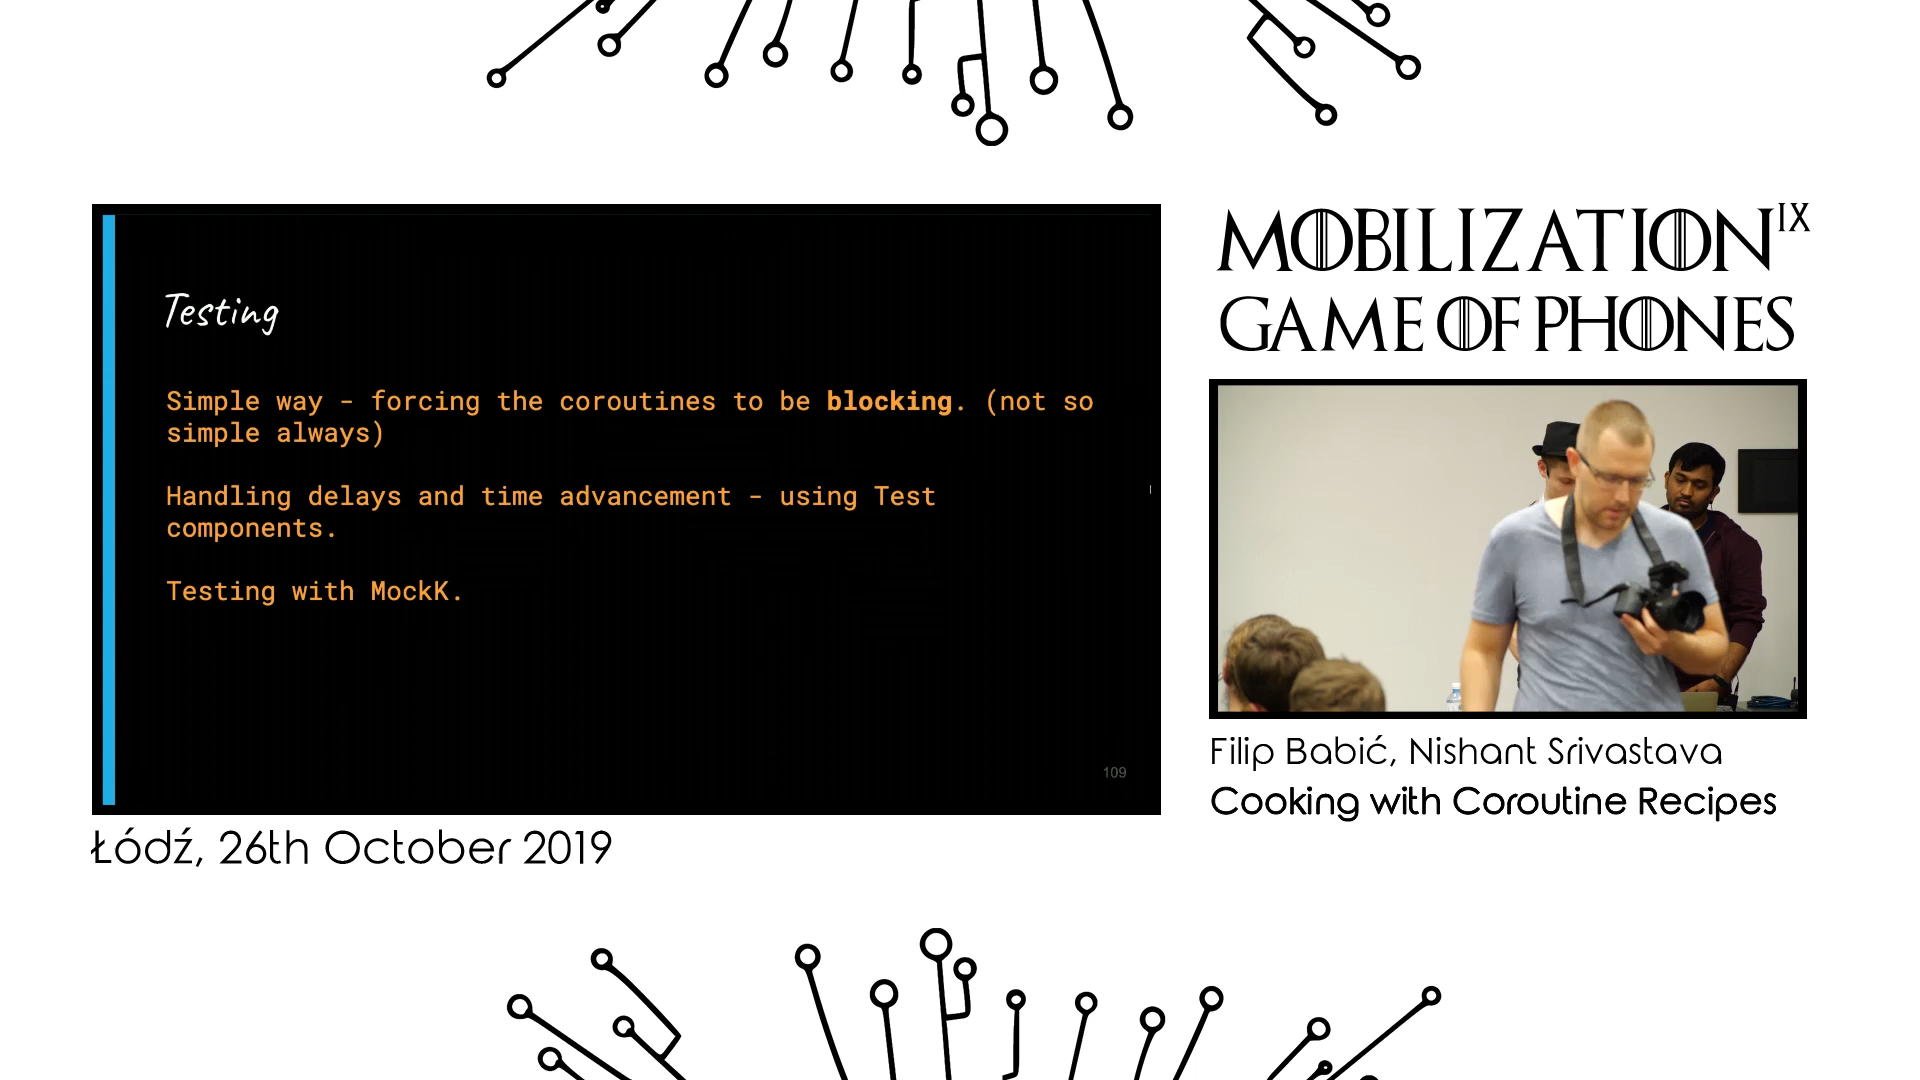 Testing
Simple way - forcing the coroutines to be blocking. (not so
simple always)
Handling delays and time advancement - using Test
components.
Testing with MockK.
109
Łódź, 26th October 2019
MOBILIZATION IX
GAME OF PHONES
Filip Babić, Nishant Srivastava
Cooking with Coroutine Recipes